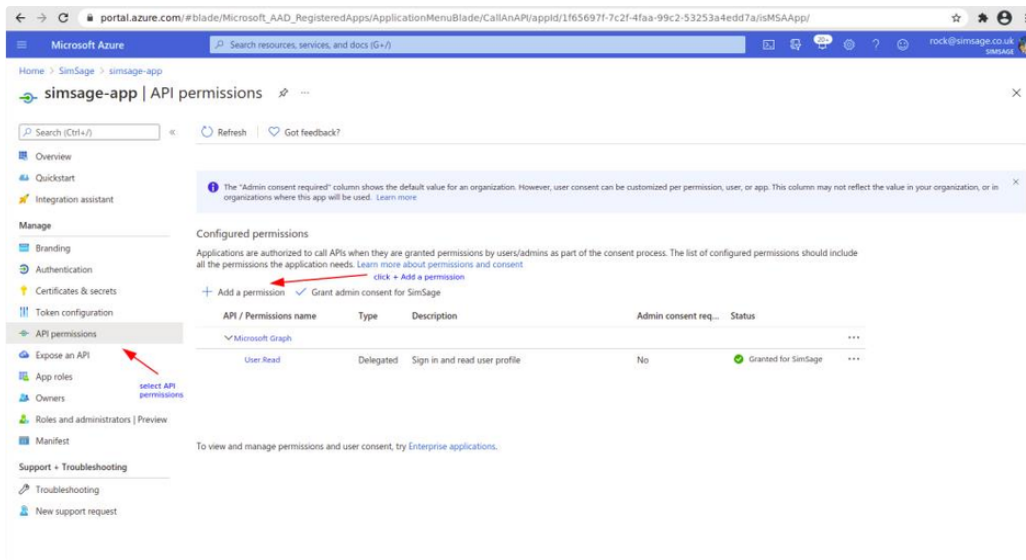 portal.azure.com/#blade/Microsoft_AAD_RegisteredApps/ApplicationMenuBlade/CallAnAPI/appId/1f65697f-7c2f-4faa-99c2-53253a4edd7a/isMSAApp/
Microsoft Azure
Search resources, services, and docs (G+/)
20+
rock@simsage.co.uk
SIMSAGE
Home > SimSage > simsage-app
simsage-app | API permissions
Search (Ctrl+/)
Refresh
Got feedback?
Overview
Quickstart
Integration assistant
The "Admin consent required" column shows the default value for an organization. However, user consent can be customized per permission, user, or app. This column may not reflect the value in your organization, or in
organizations where this app will be used. Learn more
Manage
Branding
Authentication
Certificates & secrets
Token configuration
API permissions
Expose an API
App roles
Owners
Roles and administrators | Preview
Manifest
select API
permissions
Support + Troubleshooting
Troubleshooting
New support request
Configured permissions
Applications are authorized to call APIs when they are granted permissions by users/admins as part of the consent process. The list of configured permissions should include
all the permissions the application needs. Learn more about permissions and consent
click + Add a permission
+ Add a permission ✓ Grant admin consent for SimSage
API / Permissions name Type Description Admin consent req... Status
Microsoft Graph ...
User.Read Delegated Sign in and read user profile No Granted for SimSage ...
To view and manage permissions and user consent, try Enterprise applications.